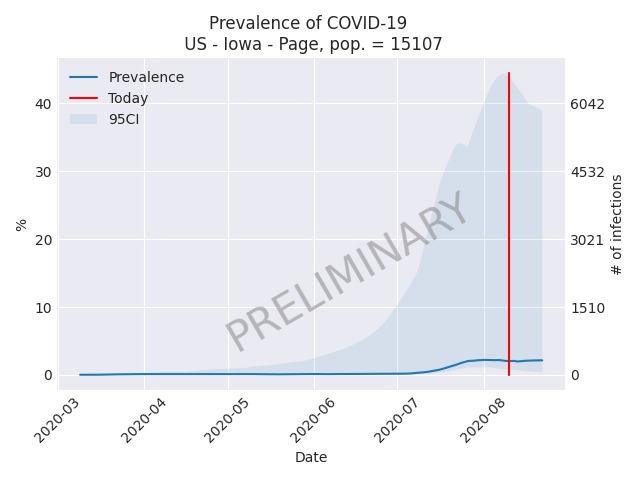 Prevalence of COVID-19
US - Iowa - Page, pop. = 15107
Prevalence
Today
95CI
40
30
20
10
0
%
6042
4532
3021
1510
0
# of infections
PRELIMINARY
2020-03
2020-04
2020-05
2020-06
2020-07
2020-08
Date